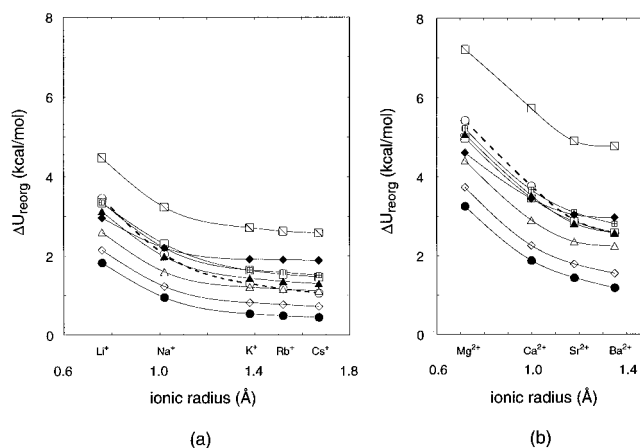 8
6
4
2
0
ΔU_reorg (kcal/mol)
Li⁺ Na⁺ K⁺ Rb⁺ Cs⁺
0.6 1.0 1.4 1.8
ionic radius (Å)
(a)
8
6
4
2
0
ΔU_reorg (kcal/mol)
Mg²⁺ Ca²⁺ Sr²⁺ Ba²⁺
0.6 1.0 1.4
ionic radius (Å)
(b)